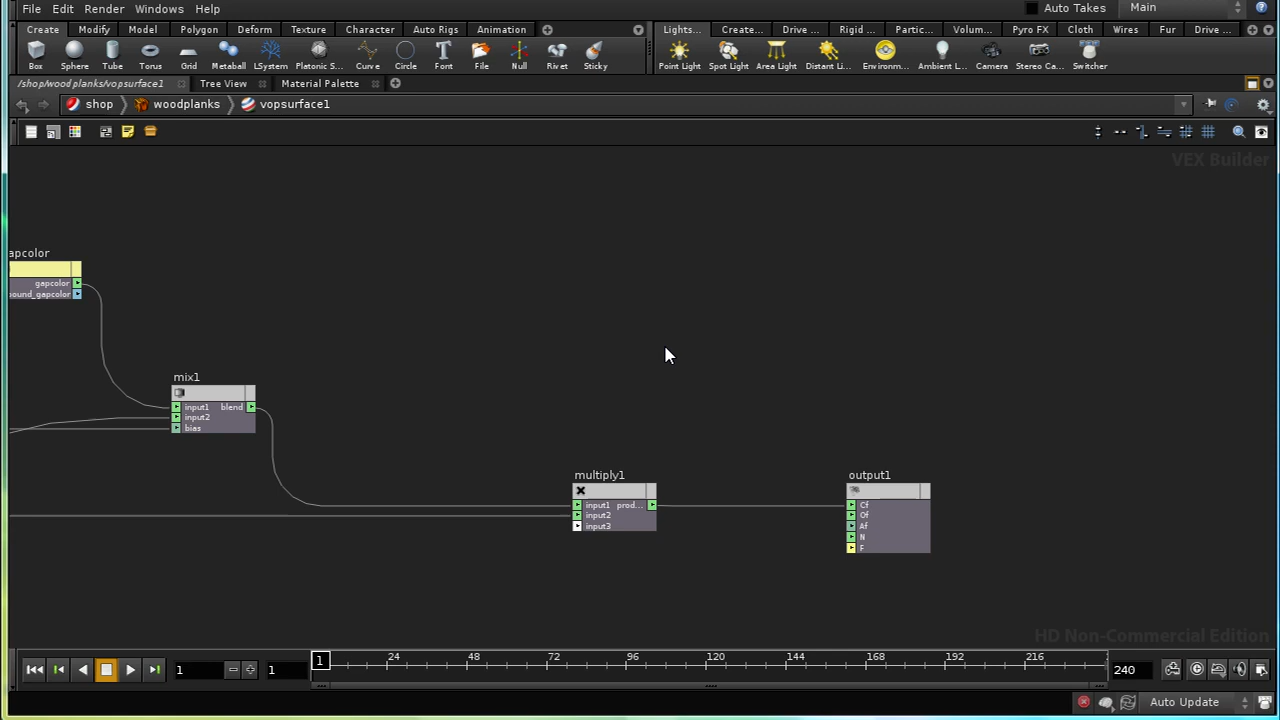 File Edit Render Windows Help Auto Takes Main
Create Modify Model Polygon Deform Texture Character Auto Rigs Animation Lights... Create... Drive ... Rigid ... Partic... Volum... Pyro FX Cloth Wires Fur Drive ...
Box Sphere Tube Torus Grid Metaball LSystem Platonic S... Curve Circle Font File Null Rivet Sticky Point Light Spot Light Area Light Distant Li... Environm... Ambient L... Camera Stereo Ca... Switcher
/shop/woodplanks/vopsurface1 Tree View Material Palette
shop woodplanks vopsurface1
VEX Builder
apcolor
gapcolor
ound_gapcolor
mix1
input1 blend
input2
bias
multiply1
input1 prod...
input2
input3
output1
Cf
Of
Af
N
F
HD Non-Commercial Edition
1 1 1 24 48 72 96 120 144 168 192 216 240
Auto Update